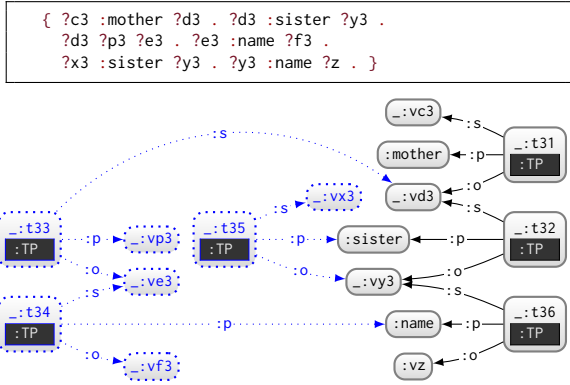 { ?c3 :mother ?d3 . ?d3 :sister ?y3 .
?d3 ?p3 ?e3 . ?e3 :name ?f3 .
?x3 :sister ?y3 . ?y3 :name ?z . }
_:vc3
:s
:s
_:t31
:TP
:mother
:p
:o
_:vx3
_:vd3
:s
:s
_:t33
:TP
:p
_:vp3
_:t35
:TP
:p
:sister
:p
_:t32
:TP
:o
:o
:o
_:ve3
_:vy3
:s
:s
_:t34
:TP
:p
:name
:p
_:t36
:TP
:o
_:vf3
:vz
:o